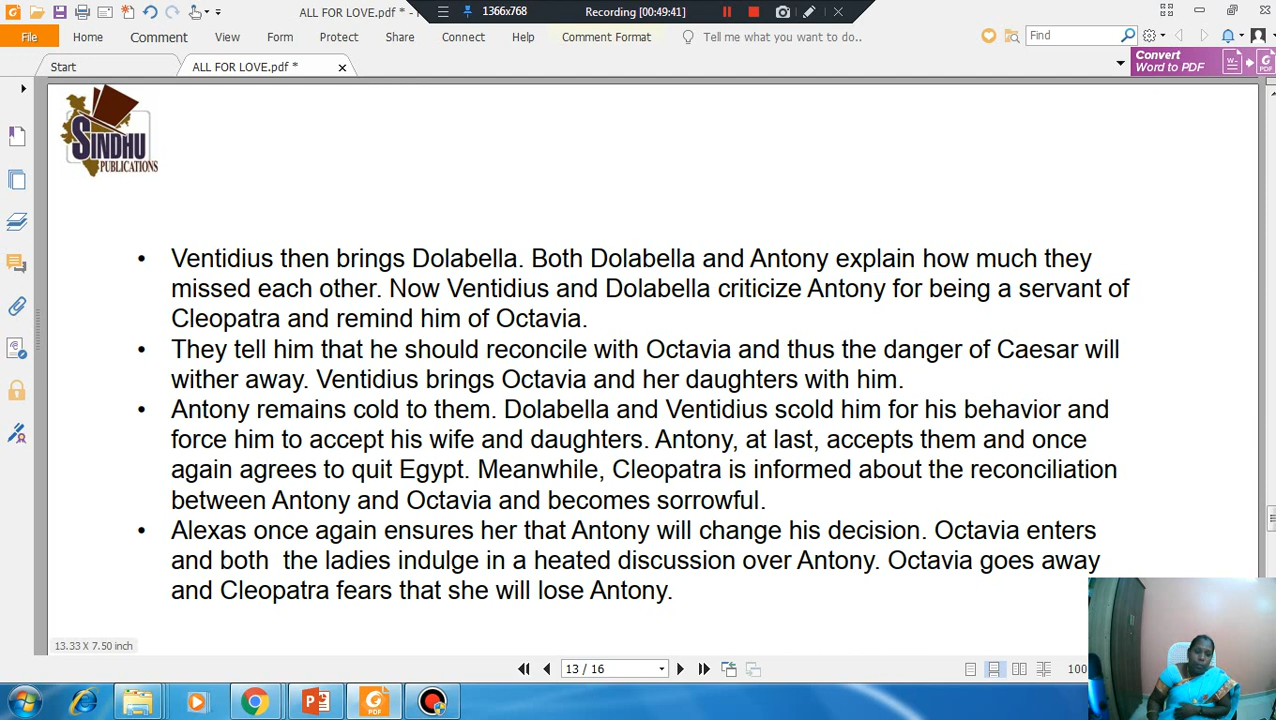 ALL FOR LOVE.pdf * -
1366x768
Recording [00:49:41]
File Home Comment View Form Protect Share Connect Help Comment Format Tell me what you want to do.. Find
Start ALL FOR LOVE.pdf *
Convert
Word to PDF
SINDHU
PUBLICATIONS
• Ventidius then brings Dolabella. Both Dolabella and Antony explain how much they
missed each other. Now Ventidius and Dolabella criticize Antony for being a servant of
Cleopatra and remind him of Octavia.
• They tell him that he should reconcile with Octavia and thus the danger of Caesar will
wither away. Ventidius brings Octavia and her daughters with him.
• Antony remains cold to them. Dolabella and Ventidius scold him for his behavior and
force him to accept his wife and daughters. Antony, at last, accepts them and once
again agrees to quit Egypt. Meanwhile, Cleopatra is informed about the reconciliation
between Antony and Octavia and becomes sorrowful.
• Alexas once again ensures her that Antony will change his decision. Octavia enters
and both the ladies indulge in a heated discussion over Antony. Octavia goes away
and Cleopatra fears that she will lose Antony.
13.33 X 7.50 inch
13 / 16
100
PDF